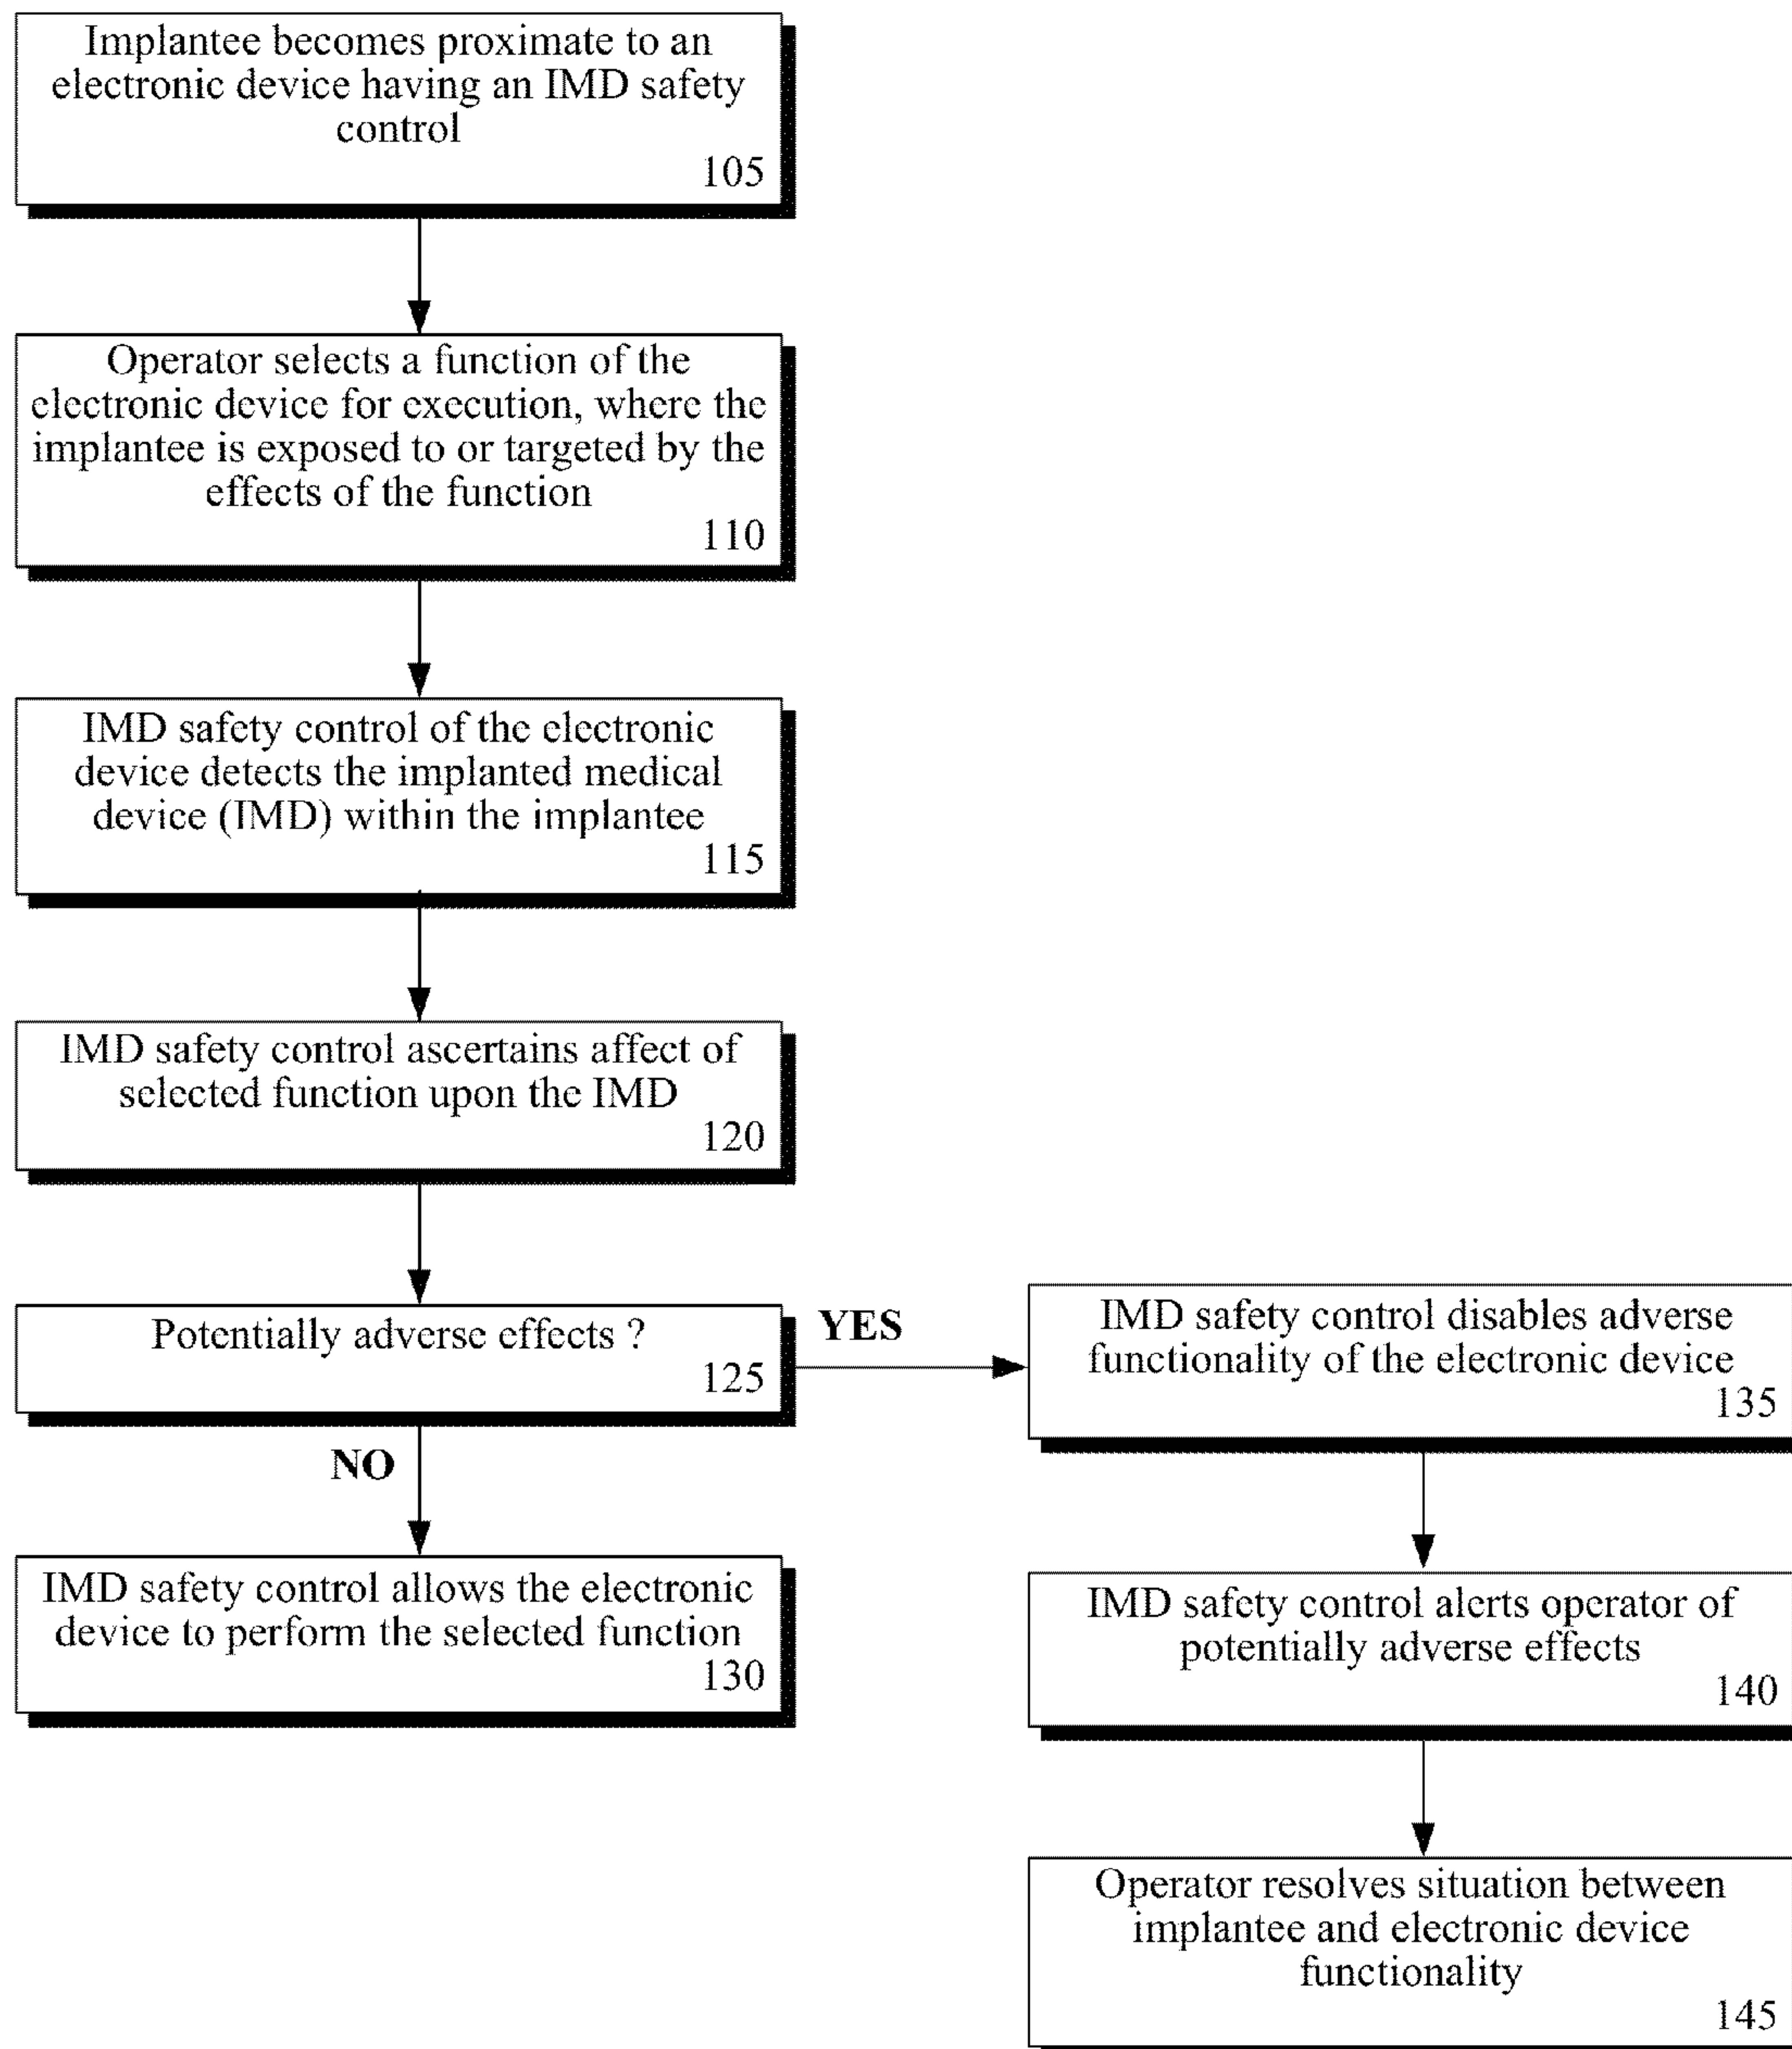 Implantee becomes proximate to an
electronic device having an IMD safety
control
105
Operator selects a function of the
electronic device for execution, where the
implantee is exposed to or targeted by the
effects of the function
110
IMD safety control of the electronic
device detects the implanted medical
device (IMD) within the implantee
115
IMD safety control ascertains affect of
selected function upon the IMD
120
Potentially adverse effects ?
125
YES
NO
IMD safety control allows the electronic
device to perform the selected function
130
IMD safety control disables adverse
functionality of the electronic device
135
IMD safety control alerts operator of
potentially adverse effects
140
Operator resolves situation between
implantee and electronic device
functionality
145